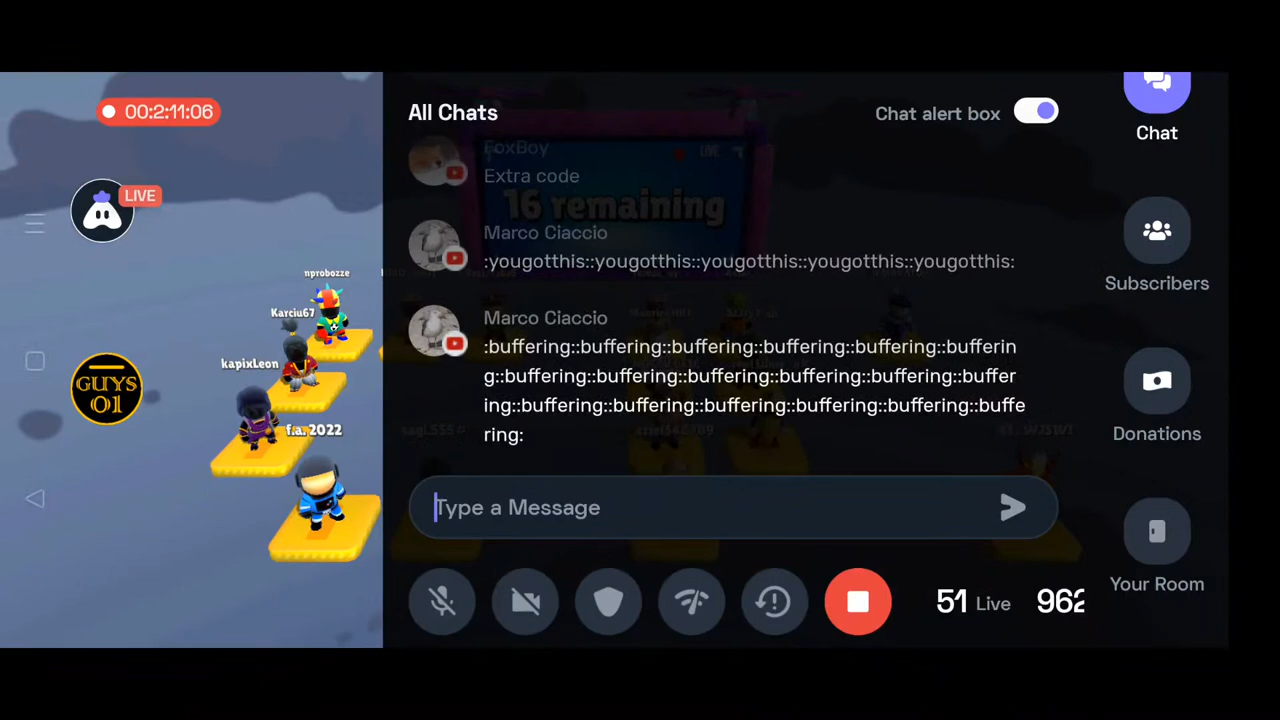 00:2:11:06
LIVE
GUYS
01
nprobozze
Karciu67
kapixLeon
f.a. 2022
All Chats
Chat alert box
FoxBoy
Extra code
LIVE
16 remaining
Marco Ciaccio
:yougotthis::yougotthis::yougotthis::yougotthis::yougotthis:
Marco Ciaccio
:buffering::buffering::buffering::buffering::buffering::bufferin
g::buffering::buffering::buffering::buffering::buffering::buffer
ing::buffering::buffering::buffering::buffering::buffering::buffe
ring:
Type a Message
51 Live 962
Chat
Subscribers
Donations
Your Room